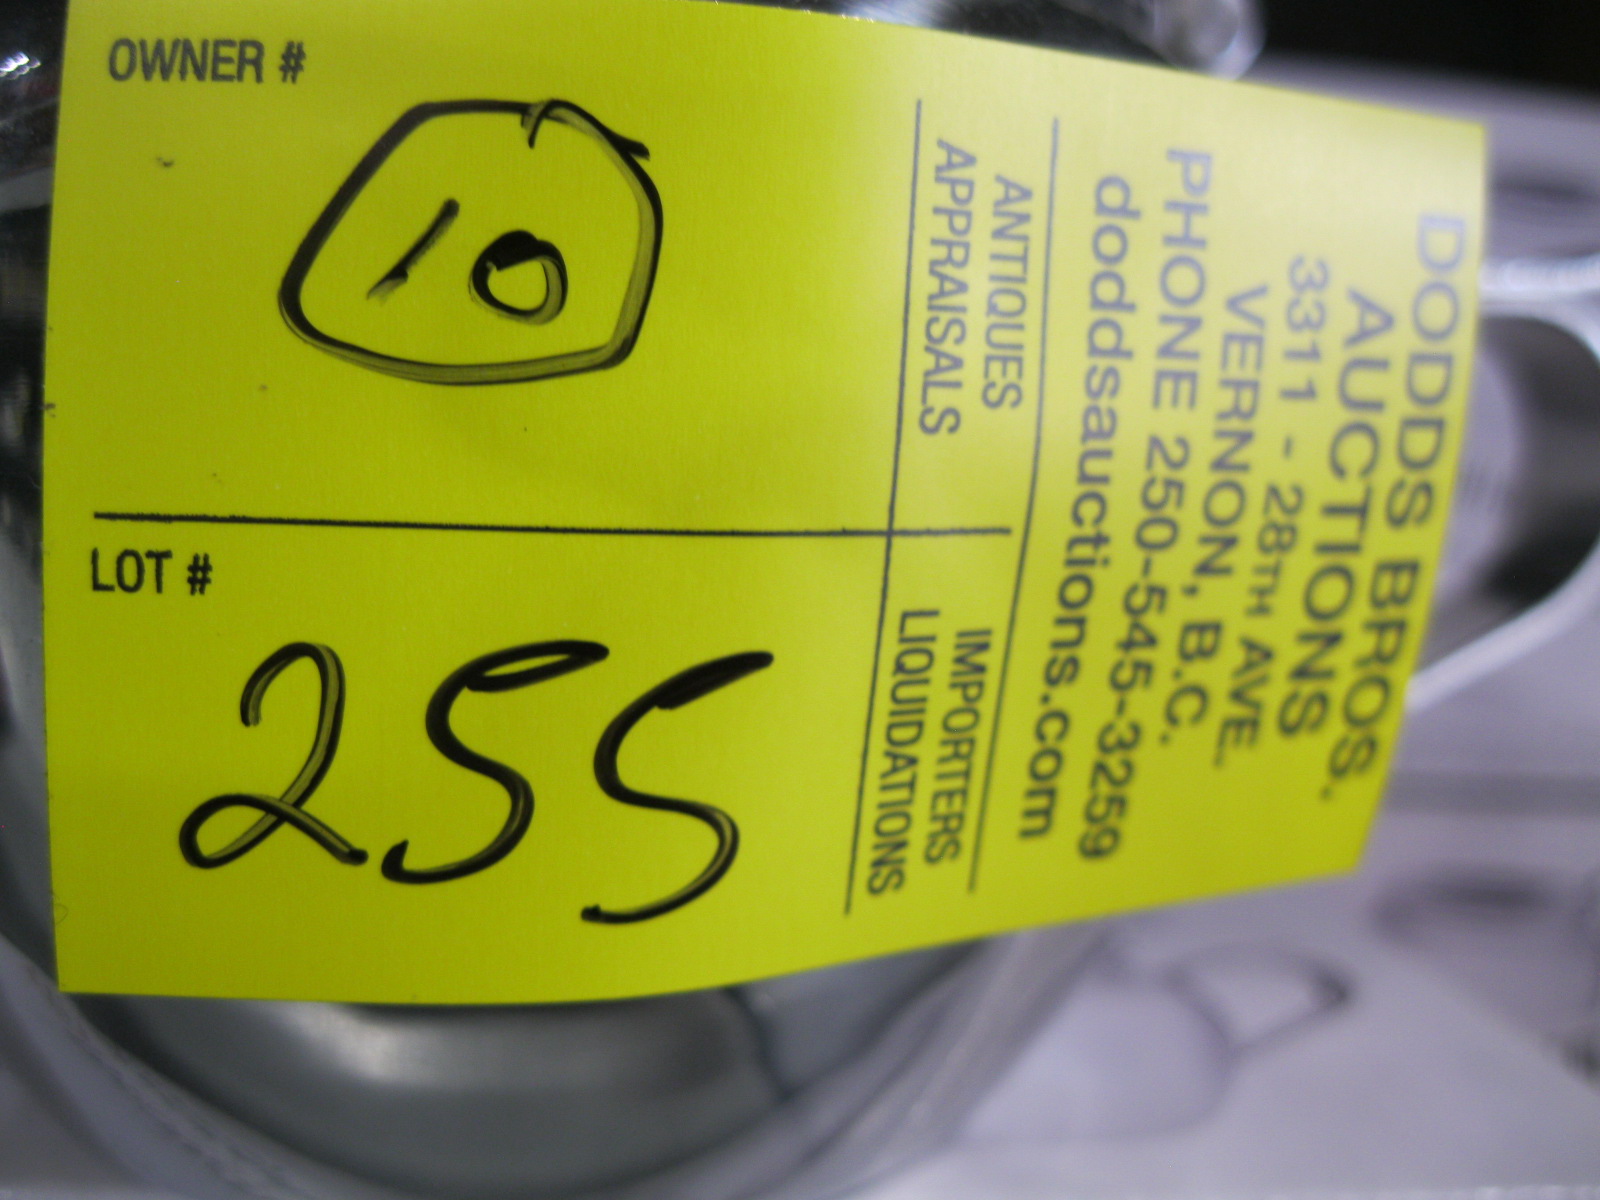 OWNER #
10
LOT #
255
DODDS BROS.
AUCTIONS
3311 - 28TH AVE.
VERNON, B.C.
PHONE 250-545-3259
doddsauctions.com
ANTIQUES
APPRAISALS
IMPORTERS
LIQUIDATIONS